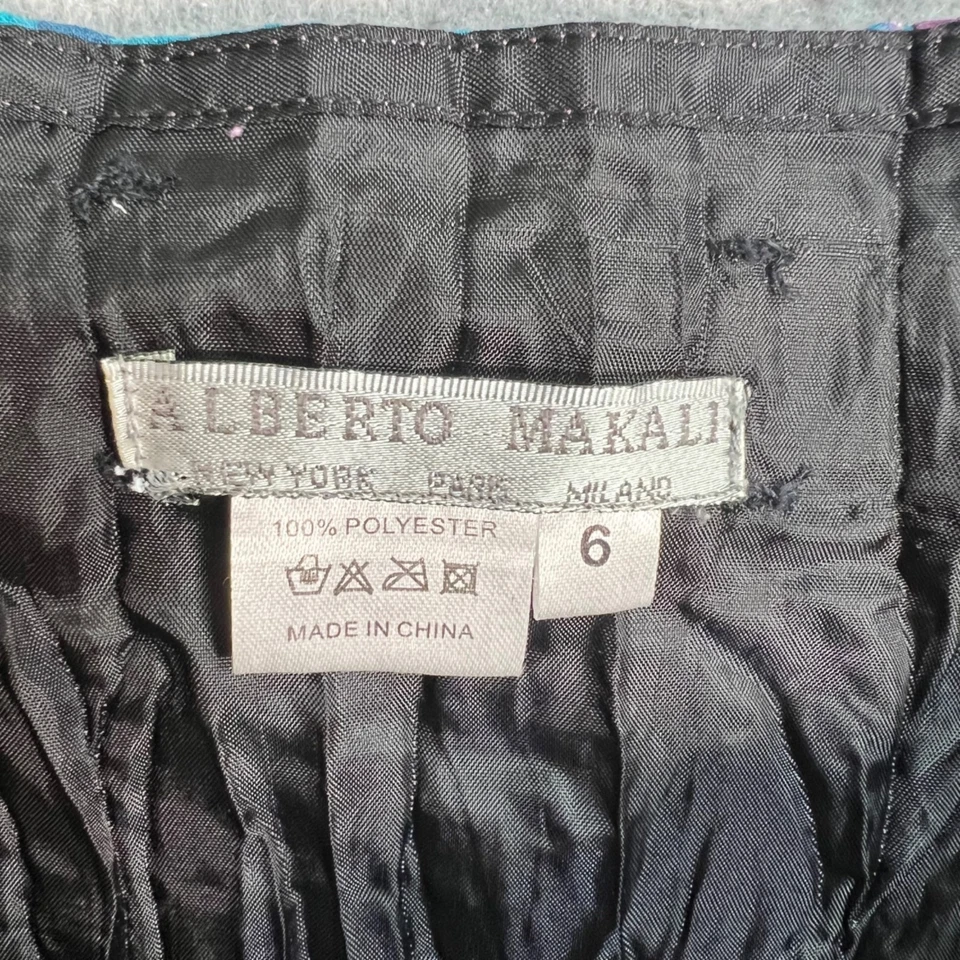 ALBERTO MAKALI
NEW YORK PARIS MILANO
100% POLYESTER
6
MADE IN CHINA